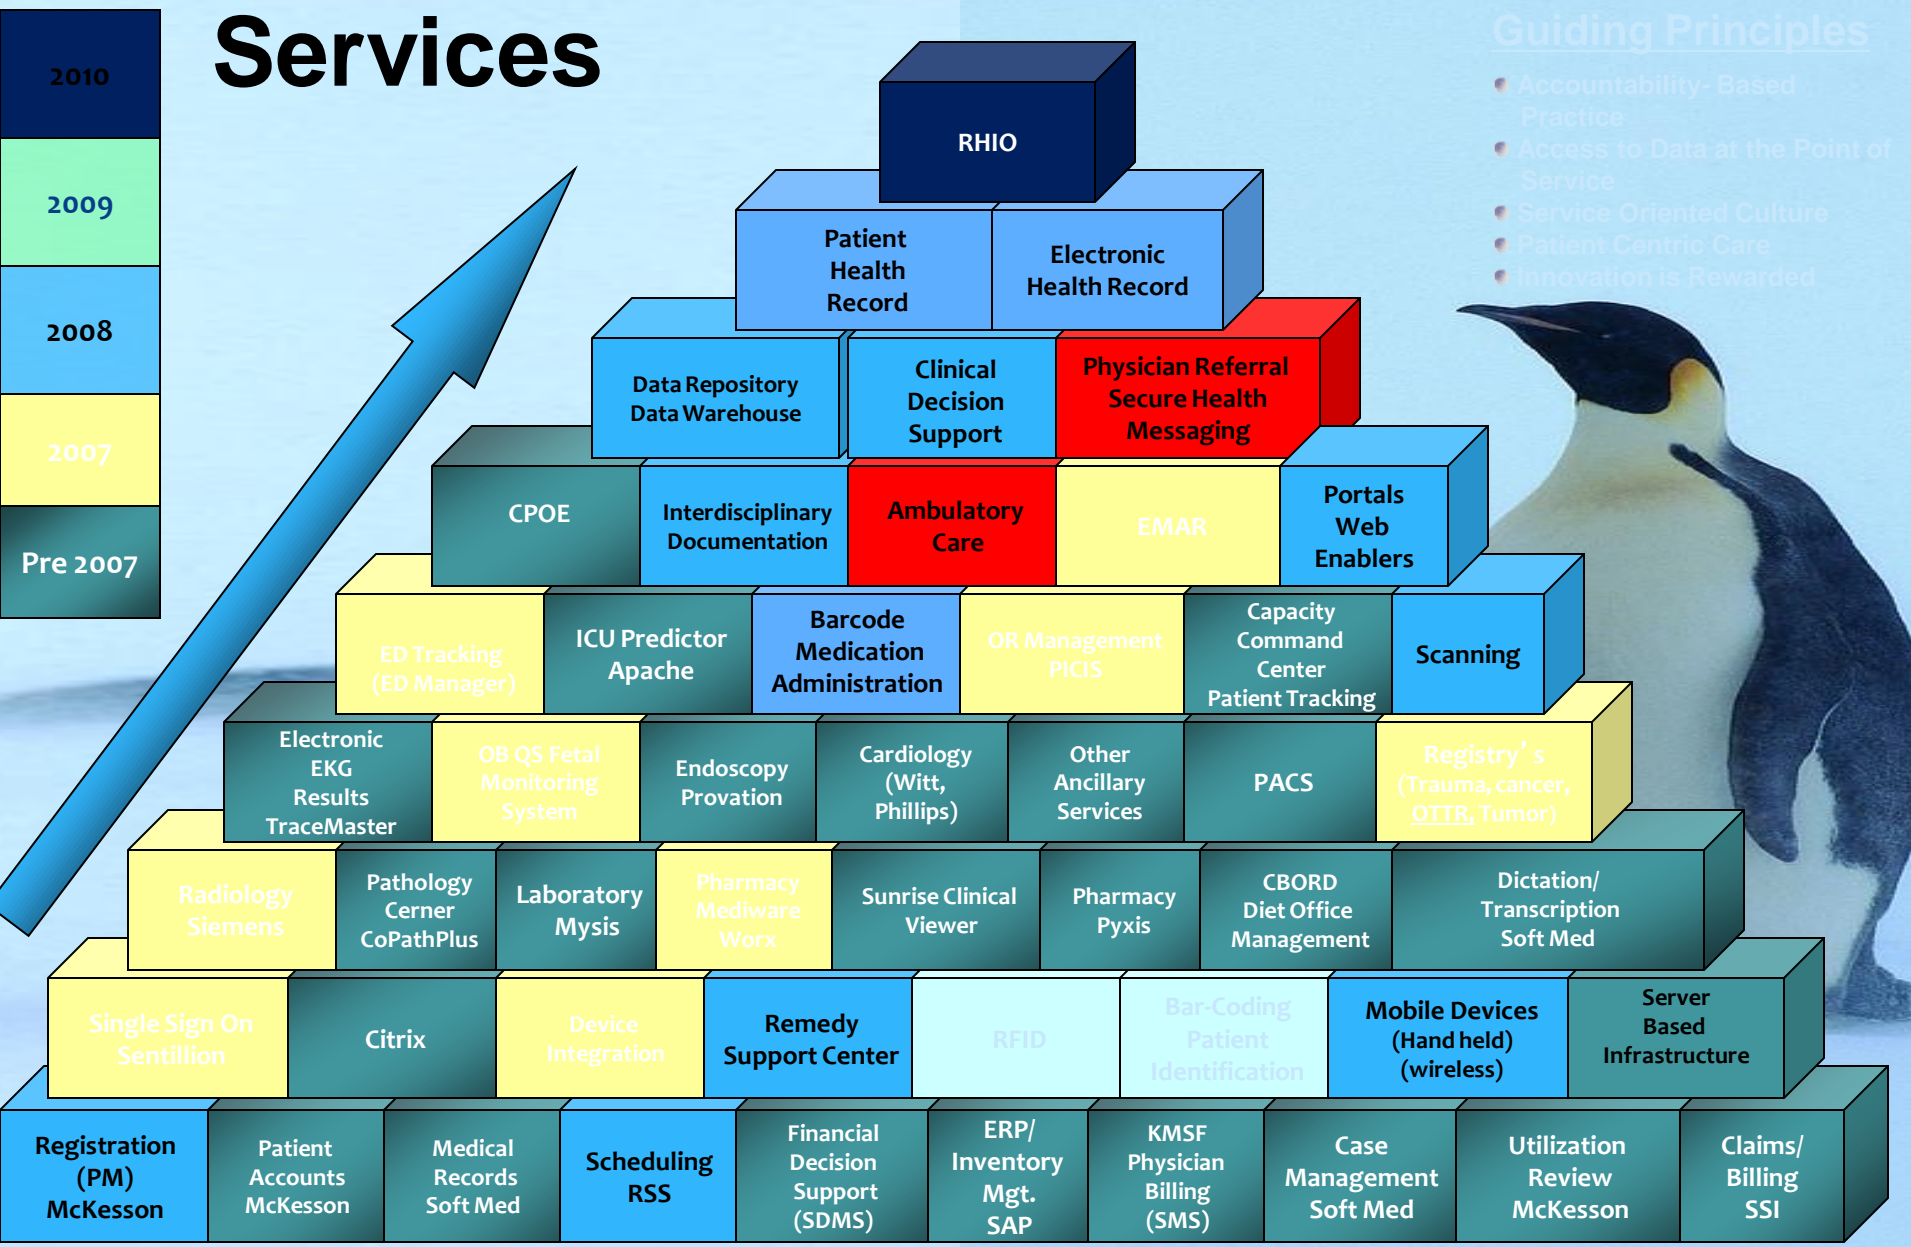 Services
Guiding Principles
Accountability- Based
Practice
Access to Data at the Point of
Service
Service Oriented Culture
Patient Centric Care
Innovation is Rewarded
2010
2009
2008
2007
Pre 2007
RHIO
Patient
Health
Record
Electronic
Health Record
Data Repository
Data Warehouse
Clinical
Decision
Support
Physician Referral
Secure Health
Messaging
CPOE
Interdisciplinary
Documentation
Ambulatory
Care
EMAR
Portals
Web
Enablers
ED Tracking
(ED Manager)
ICU Predictor
Apache
Barcode
Medication
Administration
OR Management
PICIS
Capacity
Command
Center
Patient Tracking
Scanning
Electronic
EKG
Results
TraceMaster
OB QS Fetal
Monitoring
System
Endoscopy
Provation
Cardiology
(Witt,
Phillips)
Other
Ancillary
Services
PACS
Registry’ s
(Trauma, cancer,
OTTR, Tumor)
Radiology
Siemens
Pathology
Cerner
CoPathPlus
Laboratory
Mysis
Pharmacy
Mediware
Worx
Sunrise Clinical
Viewer
Pharmacy
Pyxis
CBORD
Diet Office
Management
Dictation/
Transcription
Soft Med
Single Sign On
Sentillion
Citrix
Device
Integration
Remedy
Support Center
RFID
Bar-Coding
Patient
Identification
Mobile Devices
(Hand held)
(wireless)
Server
Based
Infrastructure
Registration
(PM)
McKesson
Patient
Accounts
McKesson
Medical
Records
Soft Med
Scheduling
RSS
Financial
Decision
Support
(SDMS)
ERP/
Inventory
Mgt.
SAP
KMSF
Physician
Billing
(SMS)
Case
Management
Soft Med
Utilization
Review
McKesson
Claims/
Billing
SSI